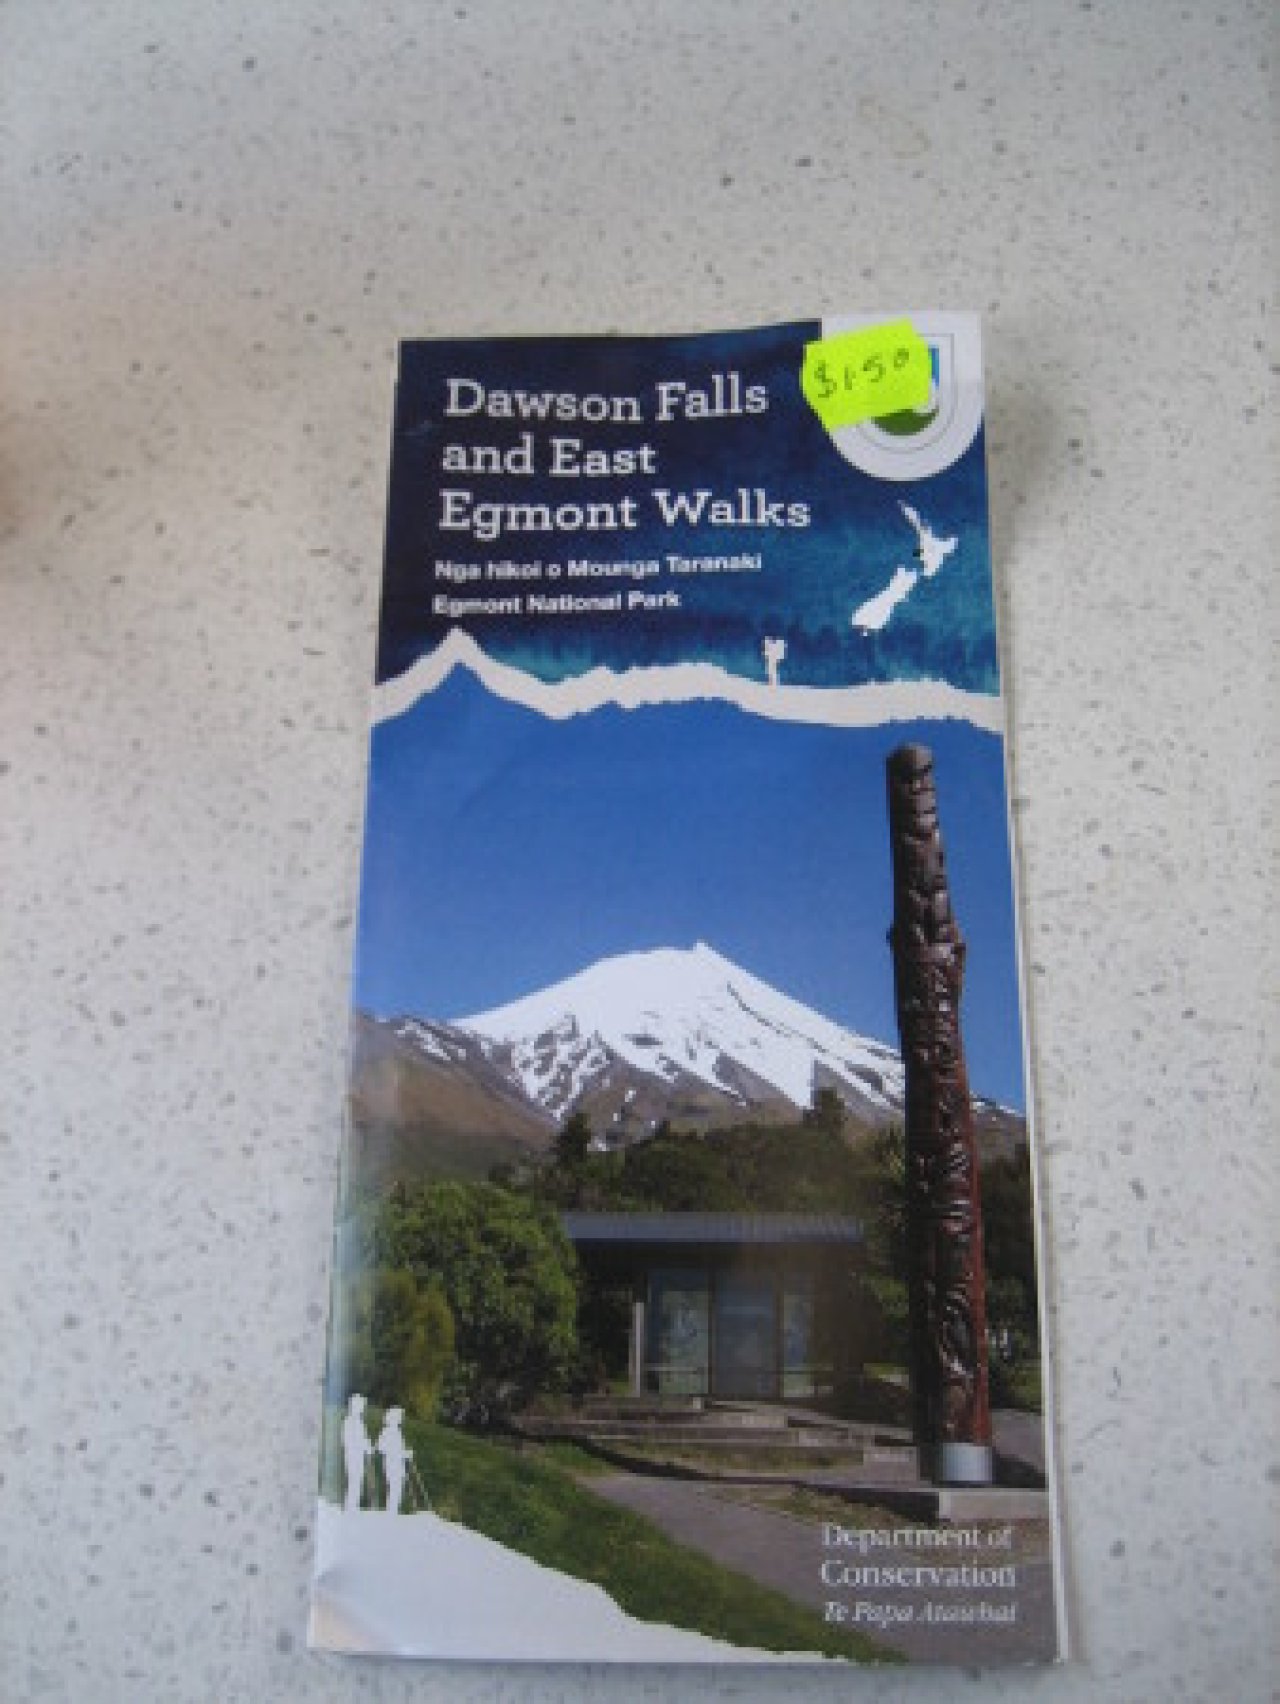 $1.50
Dawson Falls
and East
Egmont Walks
Nga hikoi o Mounga Taranaki
Egmont National Park
Department of
Conservation
Te Papa Atawhai